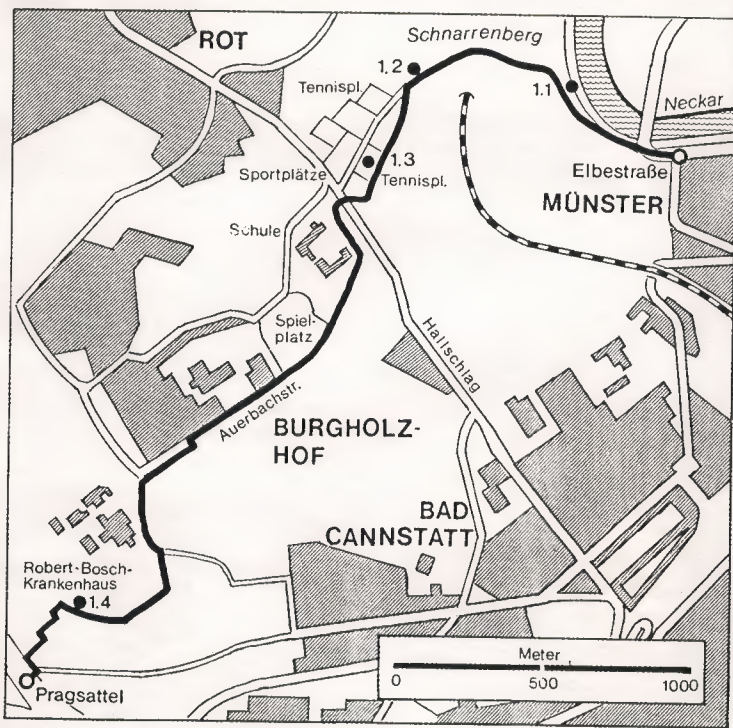 ROT
Schnarrenberg
1.2
1.1
Tennispl.
Neckar
1.3
Elbestraße
Sportplätze
Tennispl.
MÜNSTER
Schule
Spiel-
platz
Hallschlag
Auerbachstr.
BURGHOLZ-
HOF
BAD
CANNSTATT
Robert-Bosch-
Krankenhaus
1.4
Meter
0
500
1000
Pragsattel